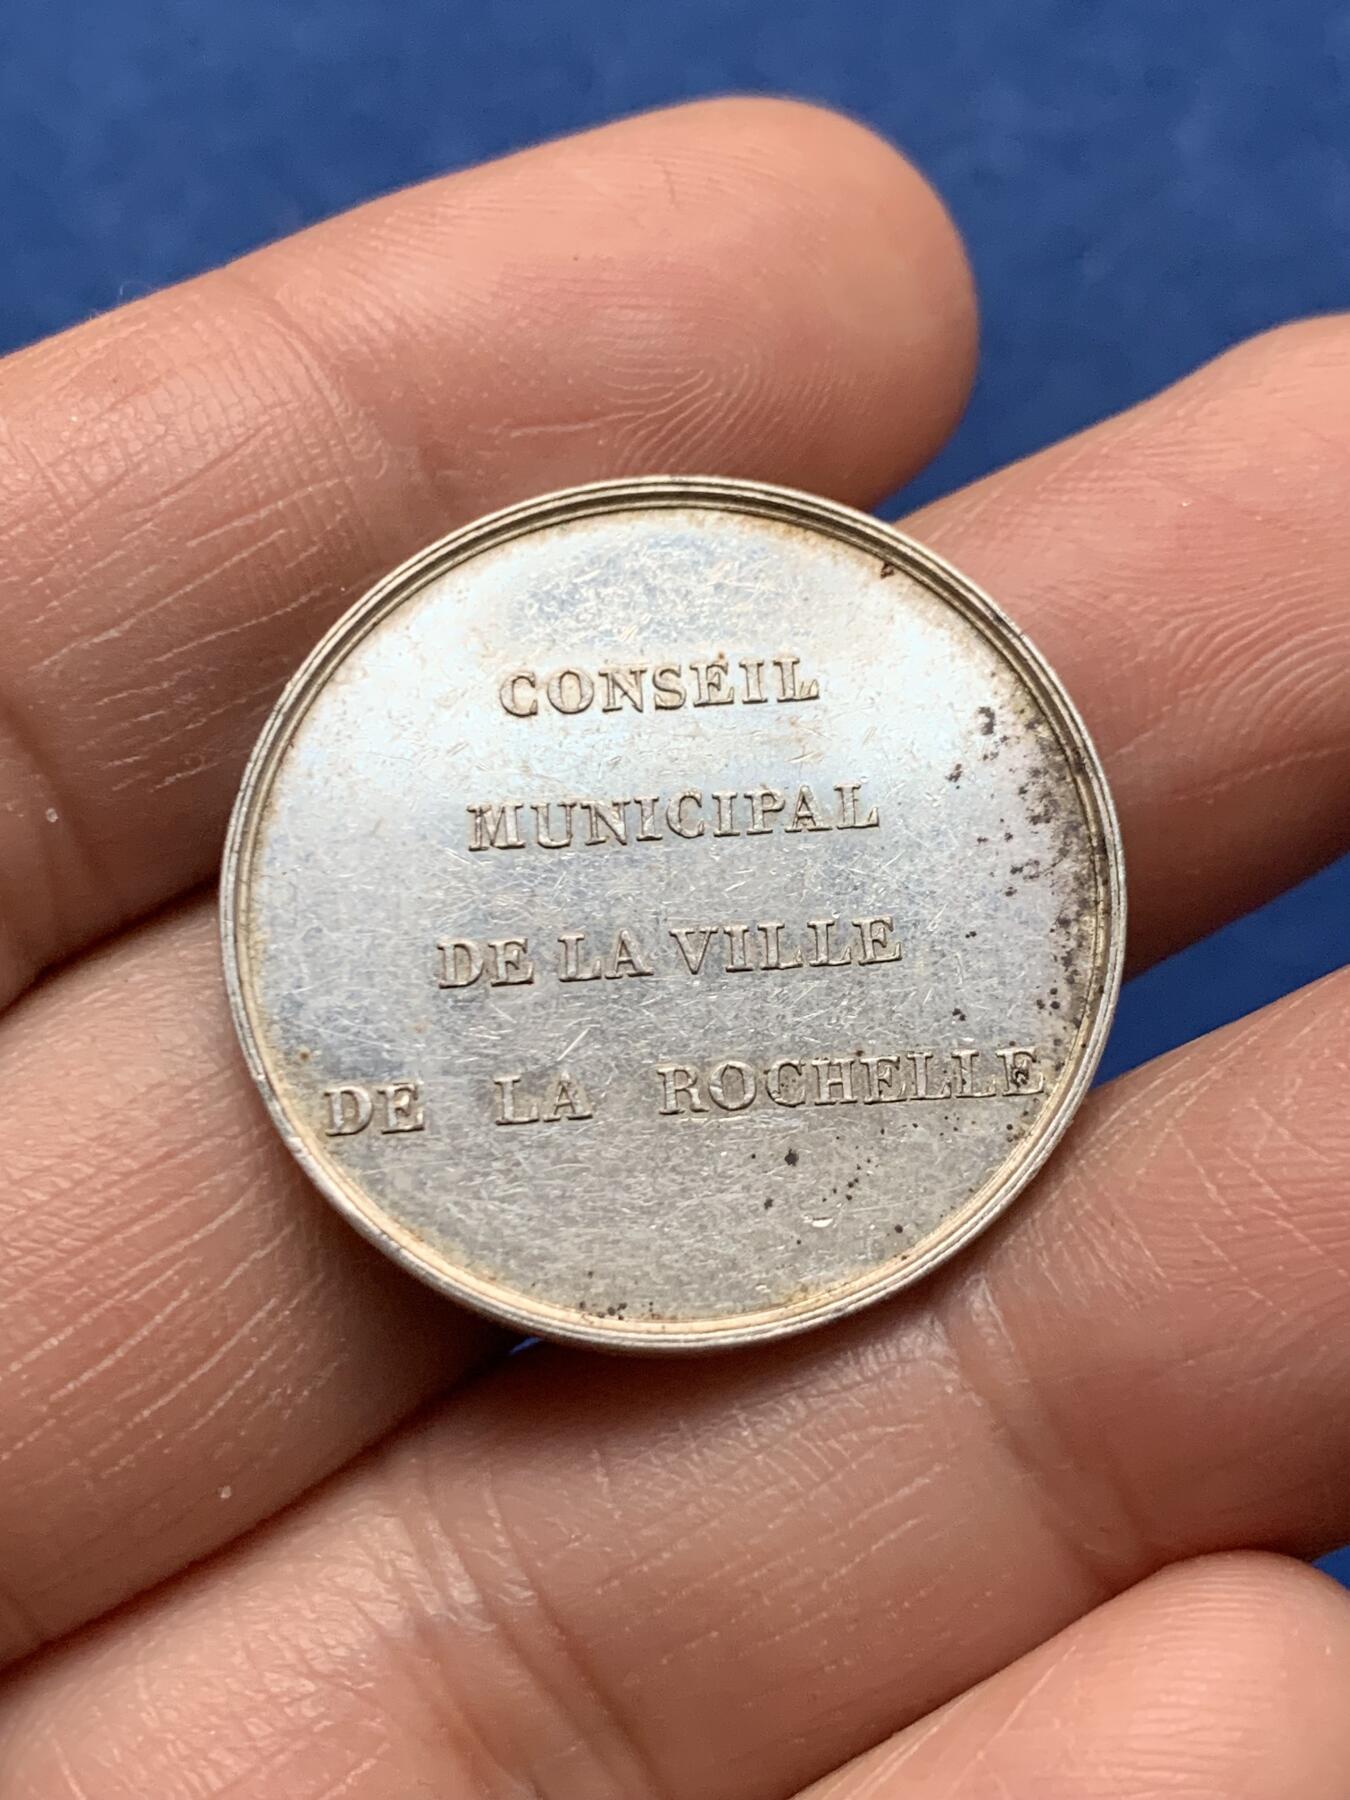 CONSEIL
MUNICIPAL
DE LA VILLE
DE LA ROCHELLE